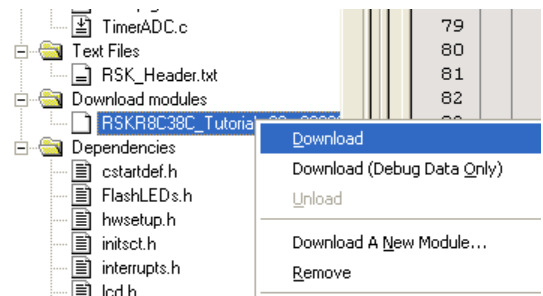 TimerADC.c
79
Text Files
80
RSK_Header.txt
81
Download modules
82
RSKR8C38C_Tutorial
Download
Dependencies
cstartdef.h
Download (Debug Data Only)
FlashLEDs.h
Unload
hwsetup.h
initsct.h
Download A New Module...
interrupts.h
Remove
lcd.h